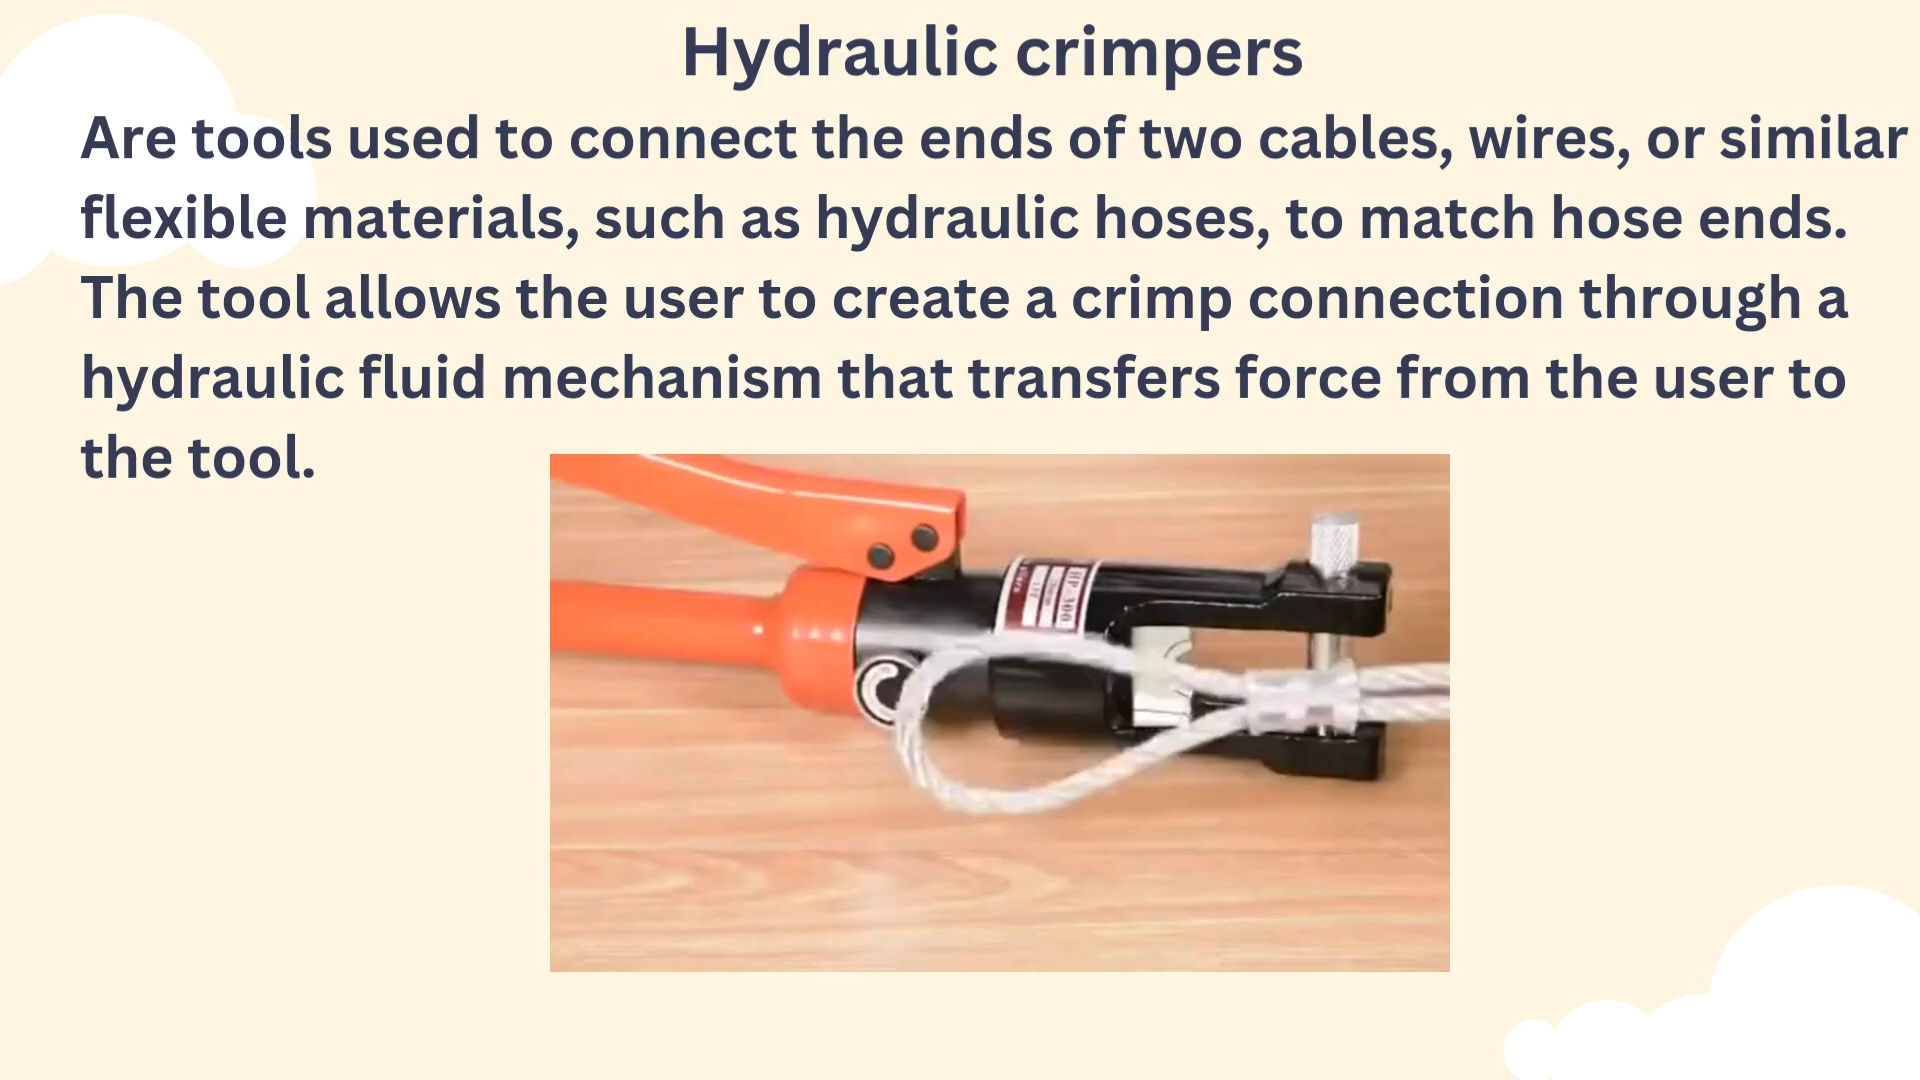 Hydraulic crimpers
Are tools used to connect the ends of two cables, wires, or similar
flexible materials, such as hydraulic hoses, to match hose ends.
The tool allows the user to create a crimp connection through a
hydraulic fluid mechanism that transfers force from the user to
the tool.
HP-300